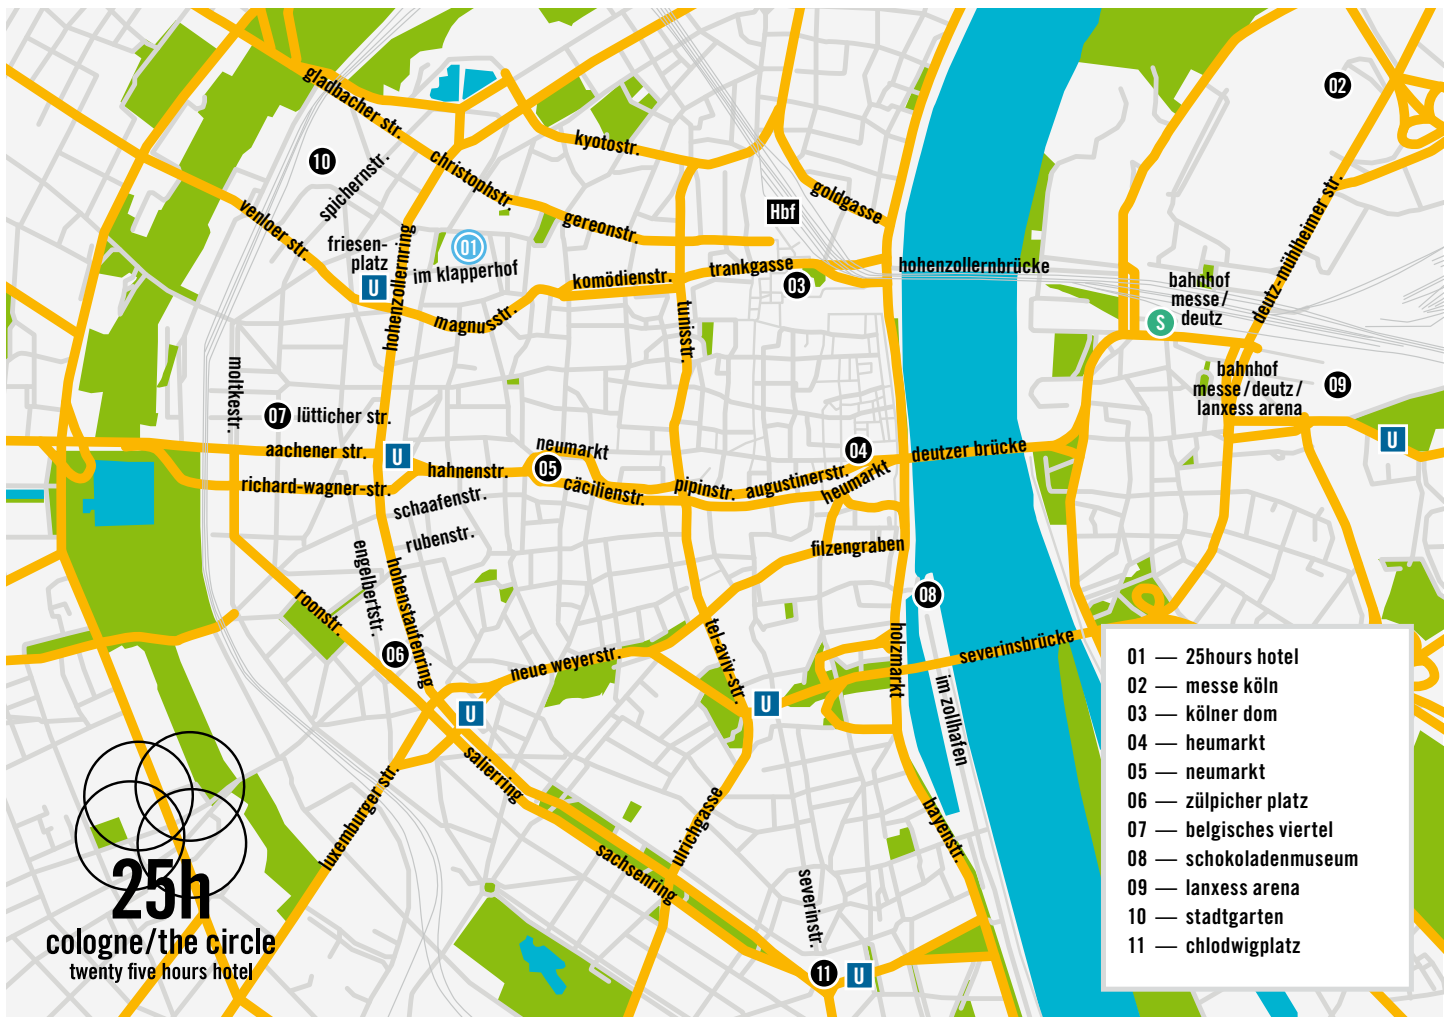 02
gladbacher str.
kyotostr.
10
spichernstr.
christophstr.
goldgasse
deutz-mühlheimer str.
venloer str.
Hbf
gereonstr.
friesen-
platz
U
hohenzollernring
01
im klapperhof
komödienstr.
trankgasse
03
hohenzollernbrücke
bahnhof
messe/
deutz
S
magnusstr.
tunisstr.
moltkestr.
bahnhof
messe/deutz/
lanxess arena
09
U
07 lütticher str.
aachener str.
U
hahnenstr.
neumarkt
05
cäcilienstr.
pipinstr.
augustinerstr.
04
heumarkt
deutzer brücke
richard-wagner-str.
schaafenstr.
rubenstr.
engelbertstr.
hohenstaufenring
filzengraben
roonstr.
06
08
neue weyerstr.
tel-aviv-str.
holzmarkt
severinsbrücke
U
U
im zollhafen
salierring
luxemburger str.
ulrichgasse
bayenstr.
sachsenring
severinstr.
11
U
01 — 25hours hotel
02 — messe köln
03 — kölner dom
04 — heumarkt
05 — neumarkt
06 — zülpicher platz
07 — belgisches viertel
08 — schokoladenmuseum
09 — lanxess arena
10 — stadtgarten
11 — chlodwigplatz
25h
cologne/the circle
twenty five hours hotel